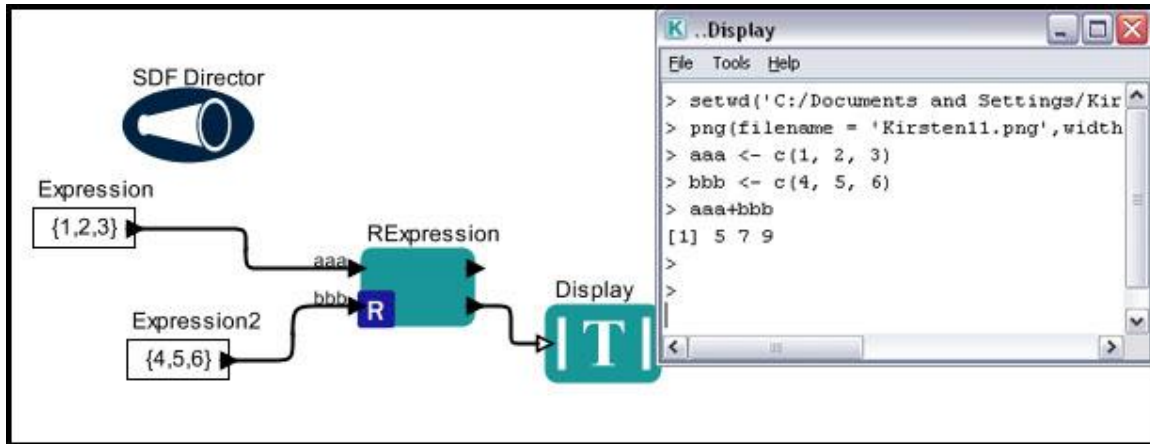 SDF Director
Expression
{1,2,3}
aaa
RExpression
bbb
R
Expression2
{4,5,6}
Display
T
K ..Display
File Tools Help
> setwd('C:/Documents and Settings/Kir
> png(filename = 'Kirsten11.png',width
> aaa <- c(1, 2, 3)
> bbb <- c(4, 5, 6)
> aaa+bbb
[1] 5 7 9
>
>